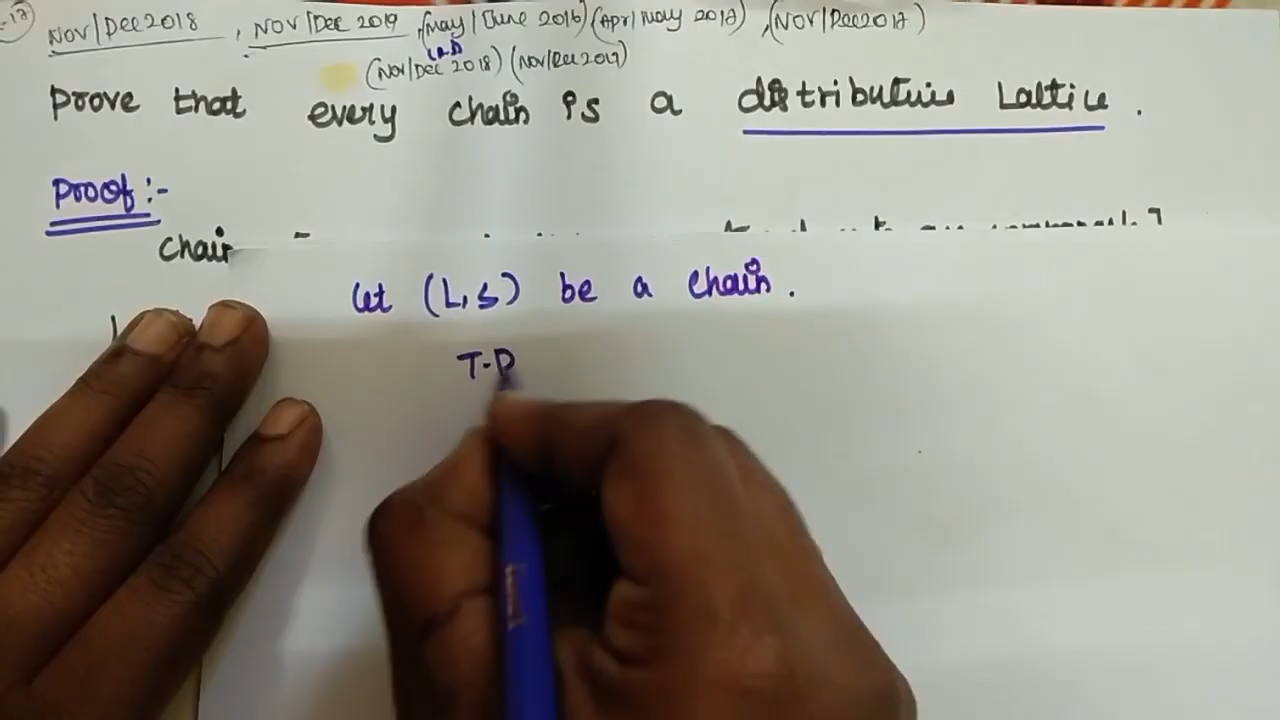 Nov/Dec 2018 , Nov/Dec 2019 , (May/June 2016) (Apr/May 2017) , (Nov/Dec 2017)
(Nov/Dec 2018) (Nov/Dec 2017)
Prove that every chain is a distributive Lattice .
Proof :-
Chain
Let (L, ≤) be a chain .
T.P